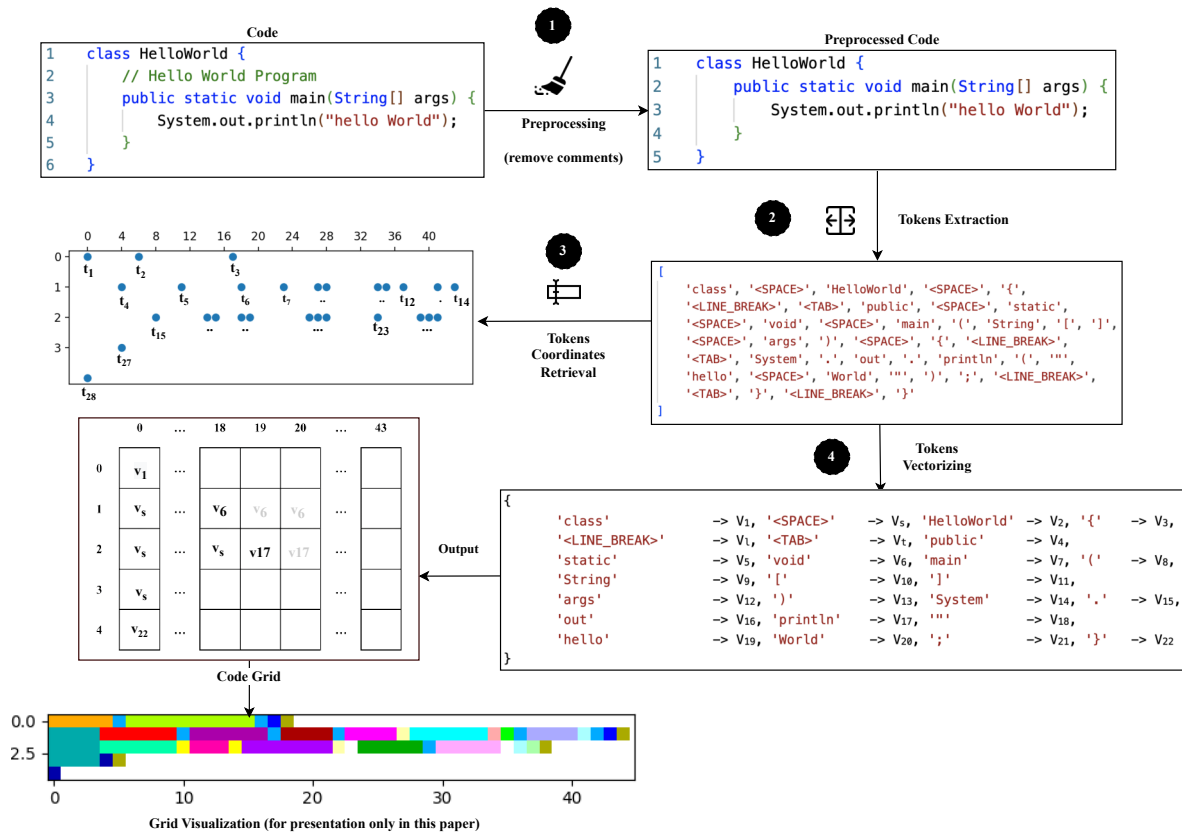 Code
1 class HelloWorld {
2 // Hello World Program
3 public static void main(String[] args) {
4 System.out.println("hello World");
5 }
6 }
1
Preprocessing
(remove comments)
Preprocessed Code
1 class HelloWorld {
2 public static void main(String[] args) {
3 System.out.println("hello World");
4 }
5 }
2
Tokens Extraction
[
'class', '<SPACE>', 'HelloWorld', '<SPACE>', '{',
'<LINE_BREAK>', '<TAB>', 'public', '<SPACE>', 'static',
'<SPACE>', 'void', '<SPACE>', 'main', '(', 'String', '[', ']',
'<SPACE>', 'args', ')', '<SPACE>', '{', '<LINE_BREAK>',
'<TAB>', 'System', '.', 'out', '.', 'println', '(', '"',
'hello', '<SPACE>', 'World', '"', ')', ';', '<LINE_BREAK>',
'<TAB>', '}', '<LINE_BREAK>', '}'
]
3
Tokens
Coordinates
Retrieval
0 4 8 12 16 20 24 28 32 36 40
0
t1 t2 t3
1
t4 t5 t6 t7 .. .. t12 . t14
2
t15 .. .. ... t23 ...
3
t27
t28
4
Tokens
Vectorizing
{
'class' -> V1, '<SPACE>' -> Vs, 'HelloWorld' -> V2, '{' -> V3,
'<LINE_BREAK>' -> Vl, '<TAB>' -> Vt, 'public' -> V4,
'static' -> V5, 'void' -> V6, 'main' -> V7, '(' -> V8,
'String' -> V9, '[' -> V10, ']' -> V11,
'args' -> V12, ')' -> V13, 'System' -> V14, '.' -> V15,
'out' -> V16, 'println' -> V17, '"' -> V18,
'hello' -> V19, 'World' -> V20, ';' -> V21, '}' -> V22
}
Output
0 ... 18 19 20 ... 43
0 v1 ... ...
1 vs ... v6 v6 v6 ...
2 vs ... vs v17 v17 ...
3 vs ... ...
4 v22 ... ...
Code Grid
0.0
2.5
0 10 20 30 40
Grid Visualization (for presentation only in this paper)